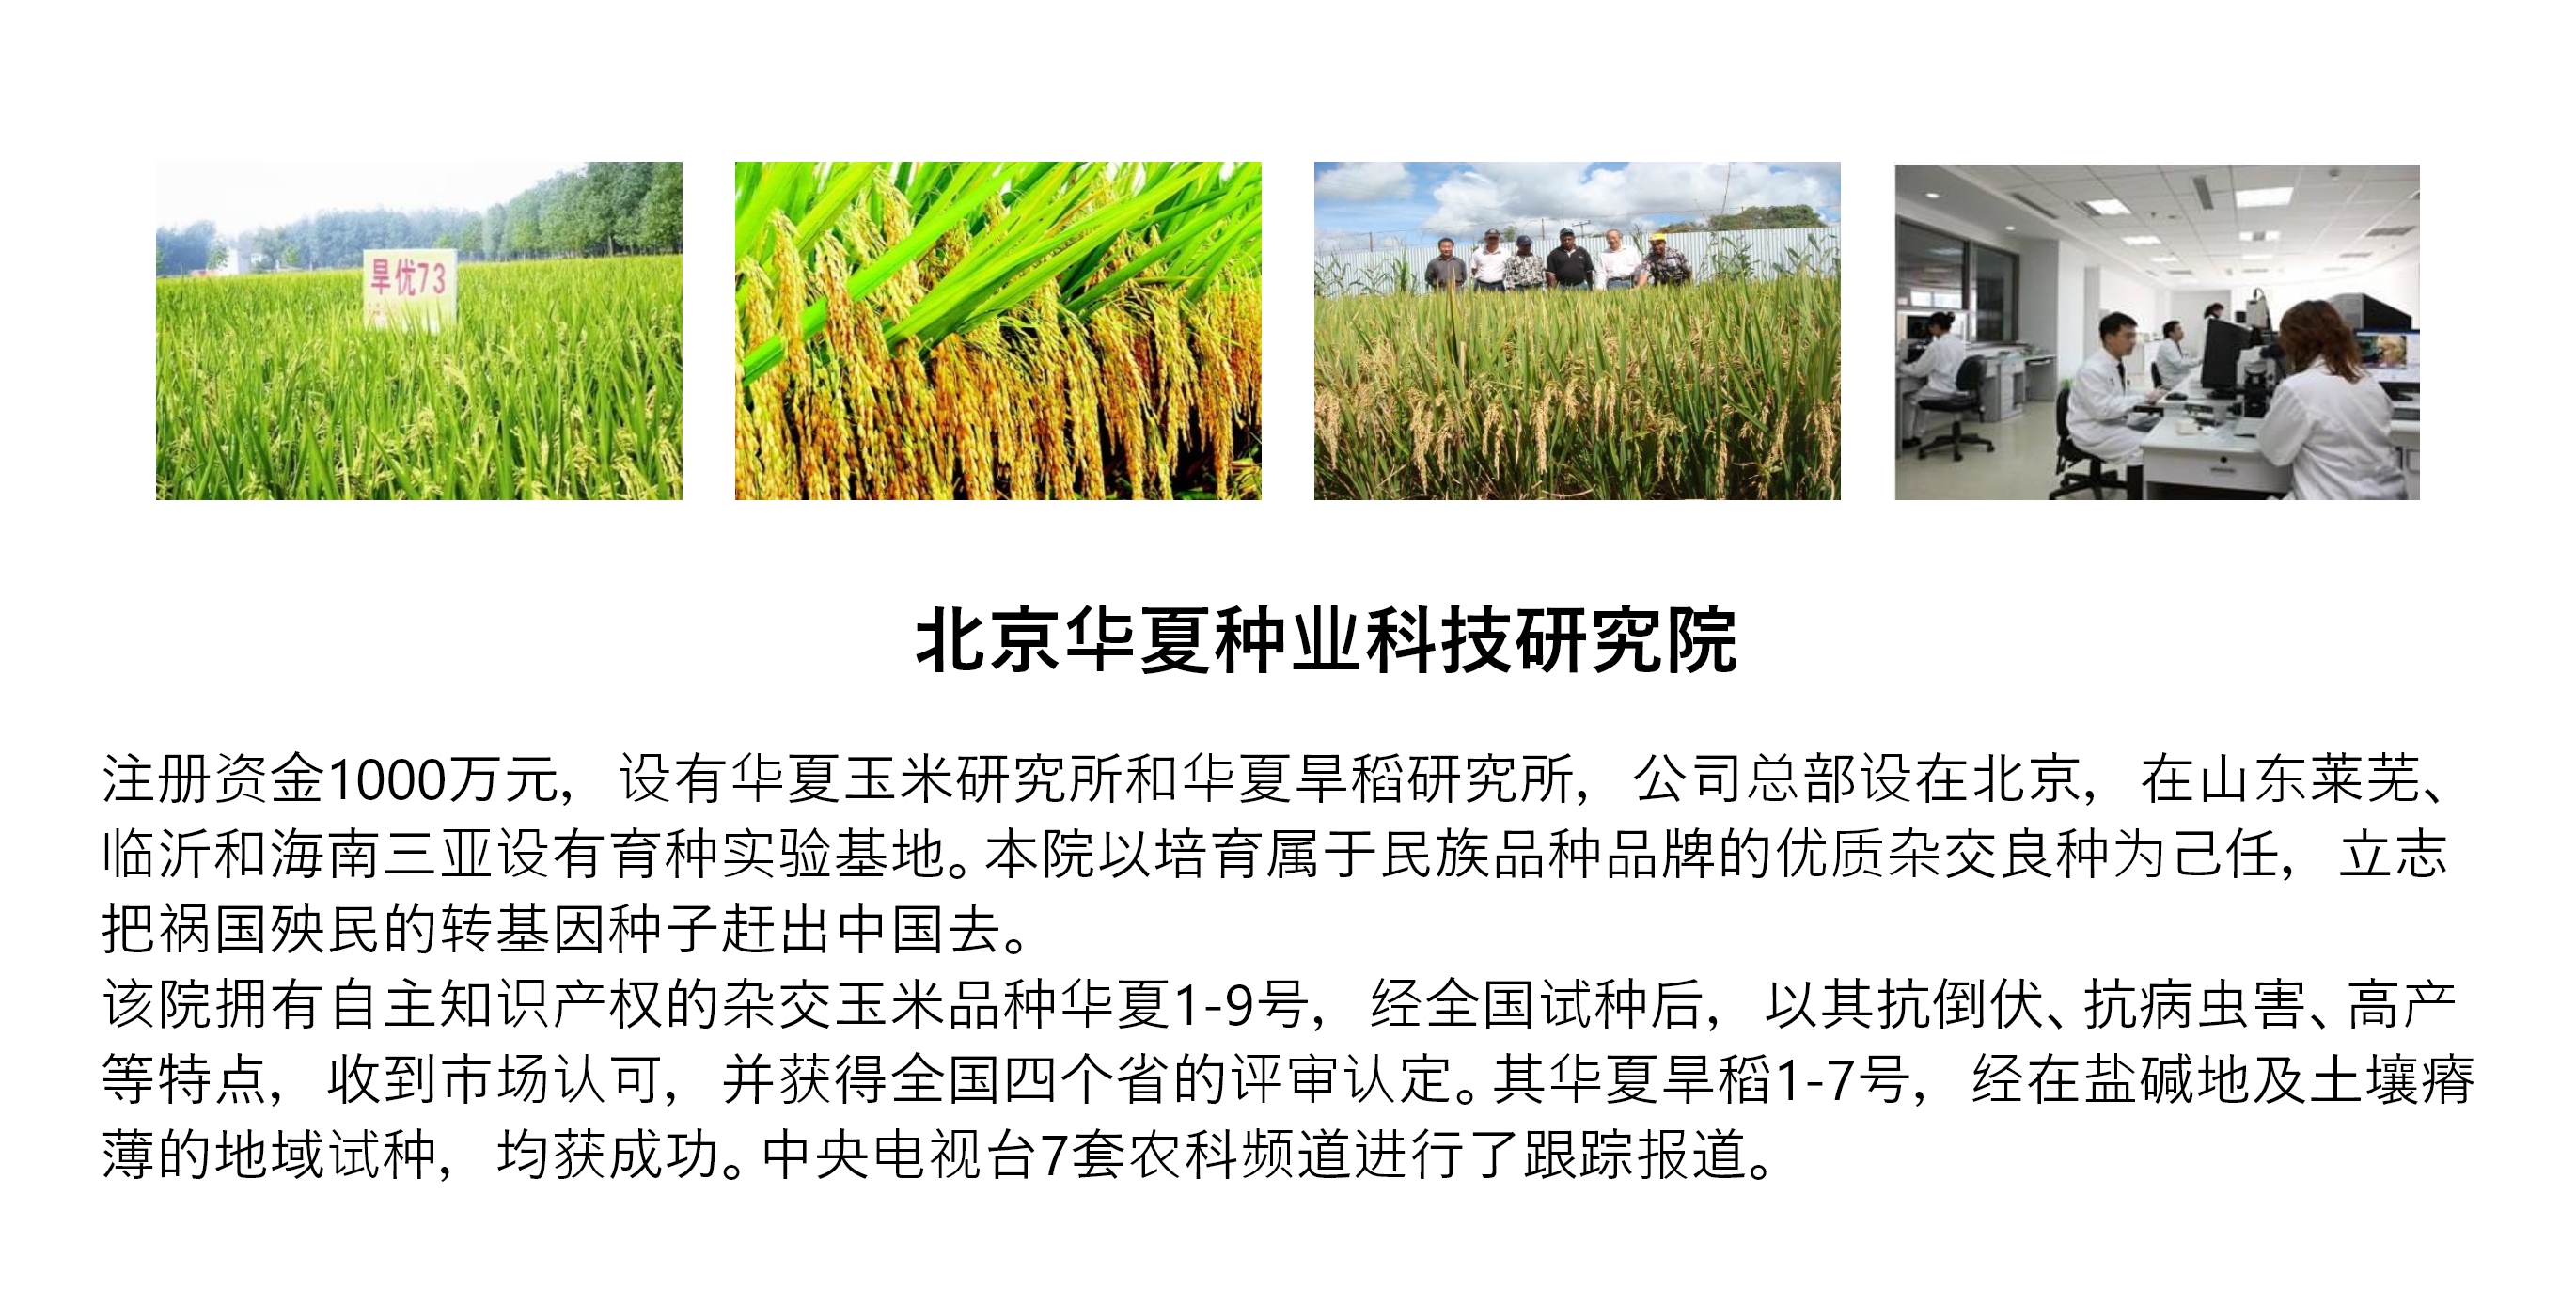 旱优73
北京华夏种业科技研究院
注册资金1000万元，设有华夏玉米研究所和华夏旱稻研究所，公司总部设在北京，在山东莱芜、
临沂和海南三亚设有育种实验基地。本院以培育属于民族品种品牌的优质杂交良种为己任，立志
把祸国殃民的转基因种子赶出中国去。
该院拥有自主知识产权的杂交玉米品种华夏1-9号，经全国试种后，以其抗倒伏、抗病虫害、高产
等特点，收到市场认可，并获得全国四个省的评审认定。其华夏旱稻1-7号，经在盐碱地及土壤瘠
薄的地域试种，均获成功。中央电视台7套农科频道进行了跟踪报道。